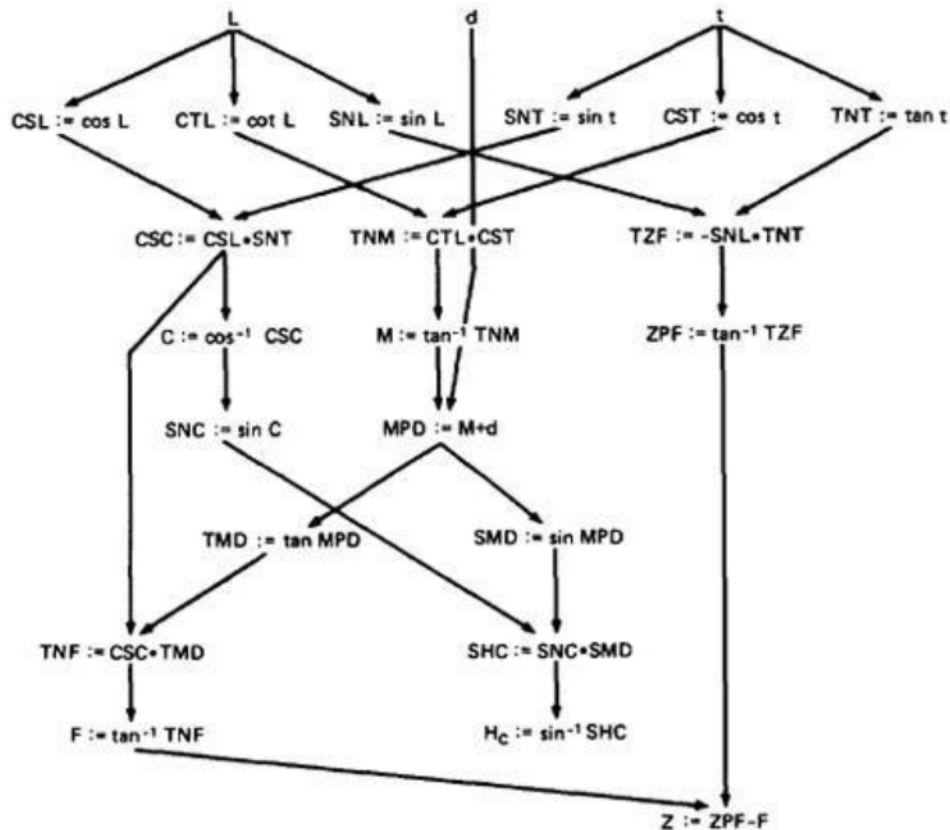 L d t
CSL := cos L CTL := cot L SNL := sin L SNT := sin t CST := cos t TNT := tan t
CSC := CSL•SNT TNM := CTL•CST TZF := -SNL•TNT
C := cos⁻¹ CSC M := tan⁻¹ TNM ZPF := tan⁻¹ TZF
SNC := sin C MPD := M+d
TMD := tan MPD SMD := sin MPD
TNF := CSC•TMD SHC := SNC•SMD
F := tan⁻¹ TNF H_C := sin⁻¹ SHC
Z := ZPF-F